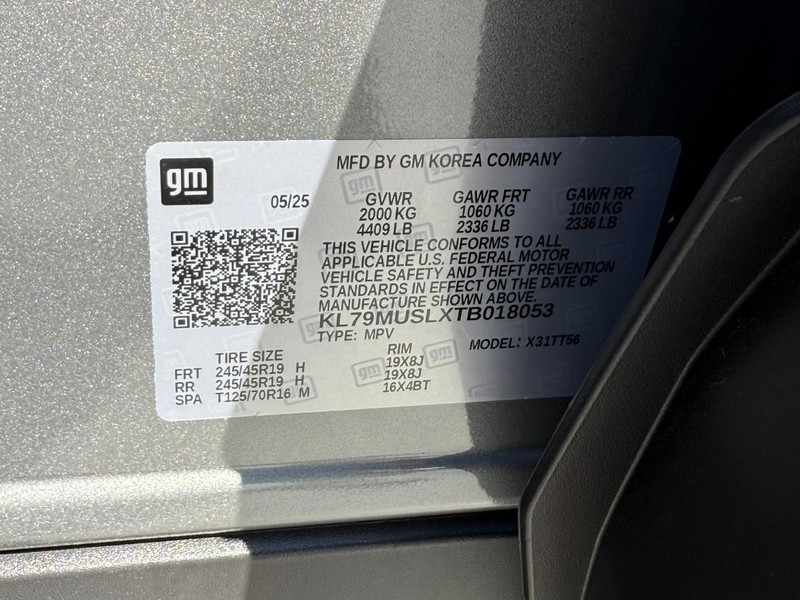 gm
MFD BY GM KOREA COMPANY
05/25
GVWR GAWR FRT GAWR RR
2000 KG 1060 KG 1060 KG
4409 LB 2336 LB 2336 LB
THIS VEHICLE CONFORMS TO ALL
APPLICABLE U.S. FEDERAL MOTOR
VEHICLE SAFETY AND THEFT PREVENTION
STANDARDS IN EFFECT ON THE DATE OF
MANUFACTURE SHOWN ABOVE.
KL79MUSLXTB018053
TYPE: MPV MODEL: X31TT56
TIRE SIZE RIM
FRT 245/45R19 H 19X8J
RR 245/45R19 H 19X8J
SPA T125/70R16 M 16X4BT